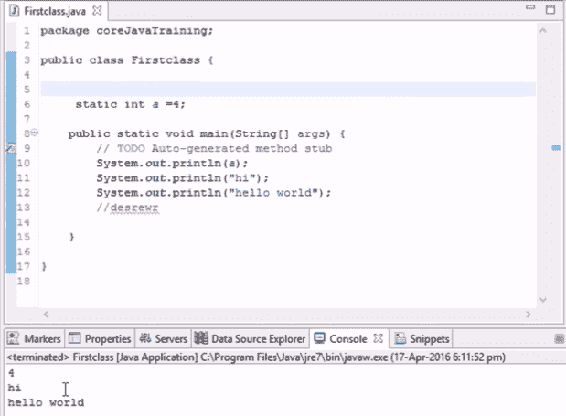 Firstclass.java
1 package coreJavaTraining;
2
3 public class Firstclass {
4
5
6 static int a =4;
7
8 public static void main(String[] args) {
9 // TODO Auto-generated method stub
10 System.out.println(a);
11 System.out.println("hi");
12 System.out.println("hello world");
13 //desrewr
14
15 }
16
17 }
18
Markers Properties Servers Data Source Explorer Console Snippets
<terminated> Firstclass [Java Application] C:\Program Files\Java\jre7\bin\javaw.exe (17-Apr-2016 6:11:52 pm)
4
hi
hello world